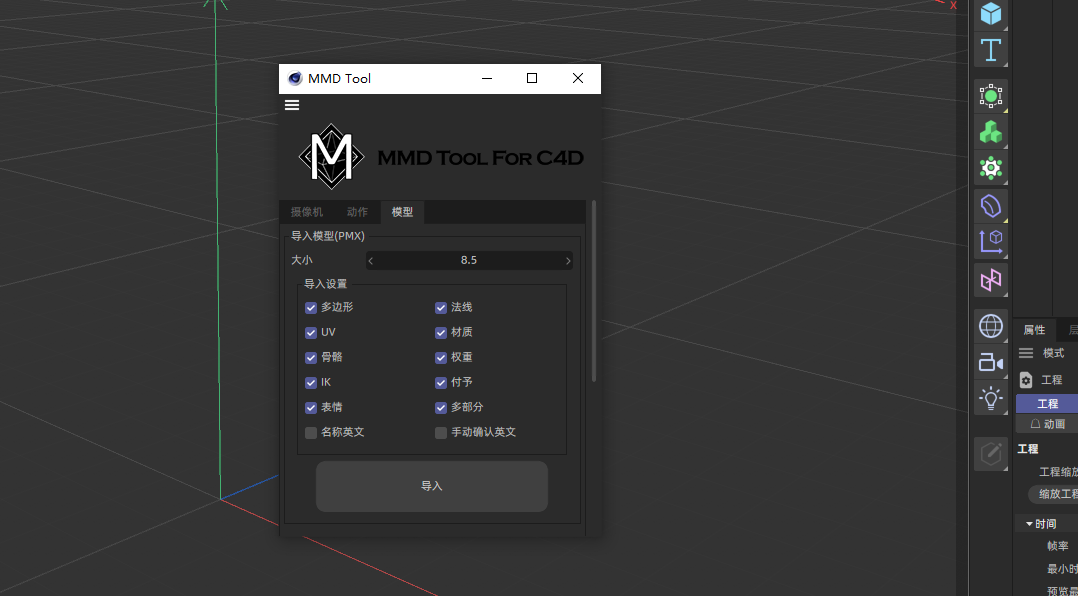 X
MMD Tool
M
MMD Tool For C4D
摄像机 动作 模型
导入模型(PMX)
大小 8.5
导入设置
多边形 法线
UV 材质
骨骼 权重
IK 付予
表情 多部分
名称英文 手动确认英文
导入
属性 层
模式
工程
工程
动画
工程
工程缩放
缩放工程
时间
帧率
最小时
预览最